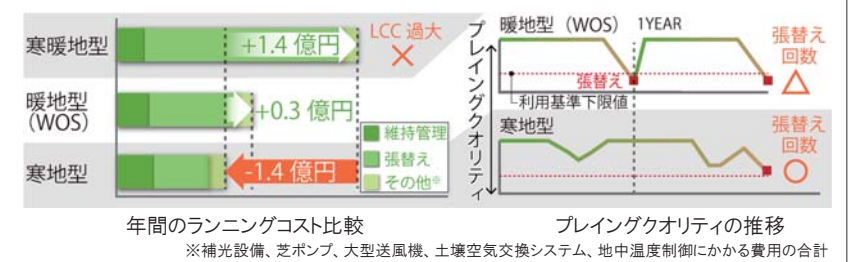 寒暖地型
+1.4 億円
LCC 過大
×
暖地型
（WOS）
+0.3 億円
寒地型
-1.4 億円
維持管理
張替え
その他※
プレイングクオリティ
暖地型（WOS） 1YEAR
張替え
利用基準下限値
張替え
回数
△
寒地型
張替え
回数
○
年間のランニングコスト比較
プレイングクオリティの推移
※補光設備、芝ポンプ、大型送風機、土壌空気交換システム、地中温度制御にかかる費用の合計